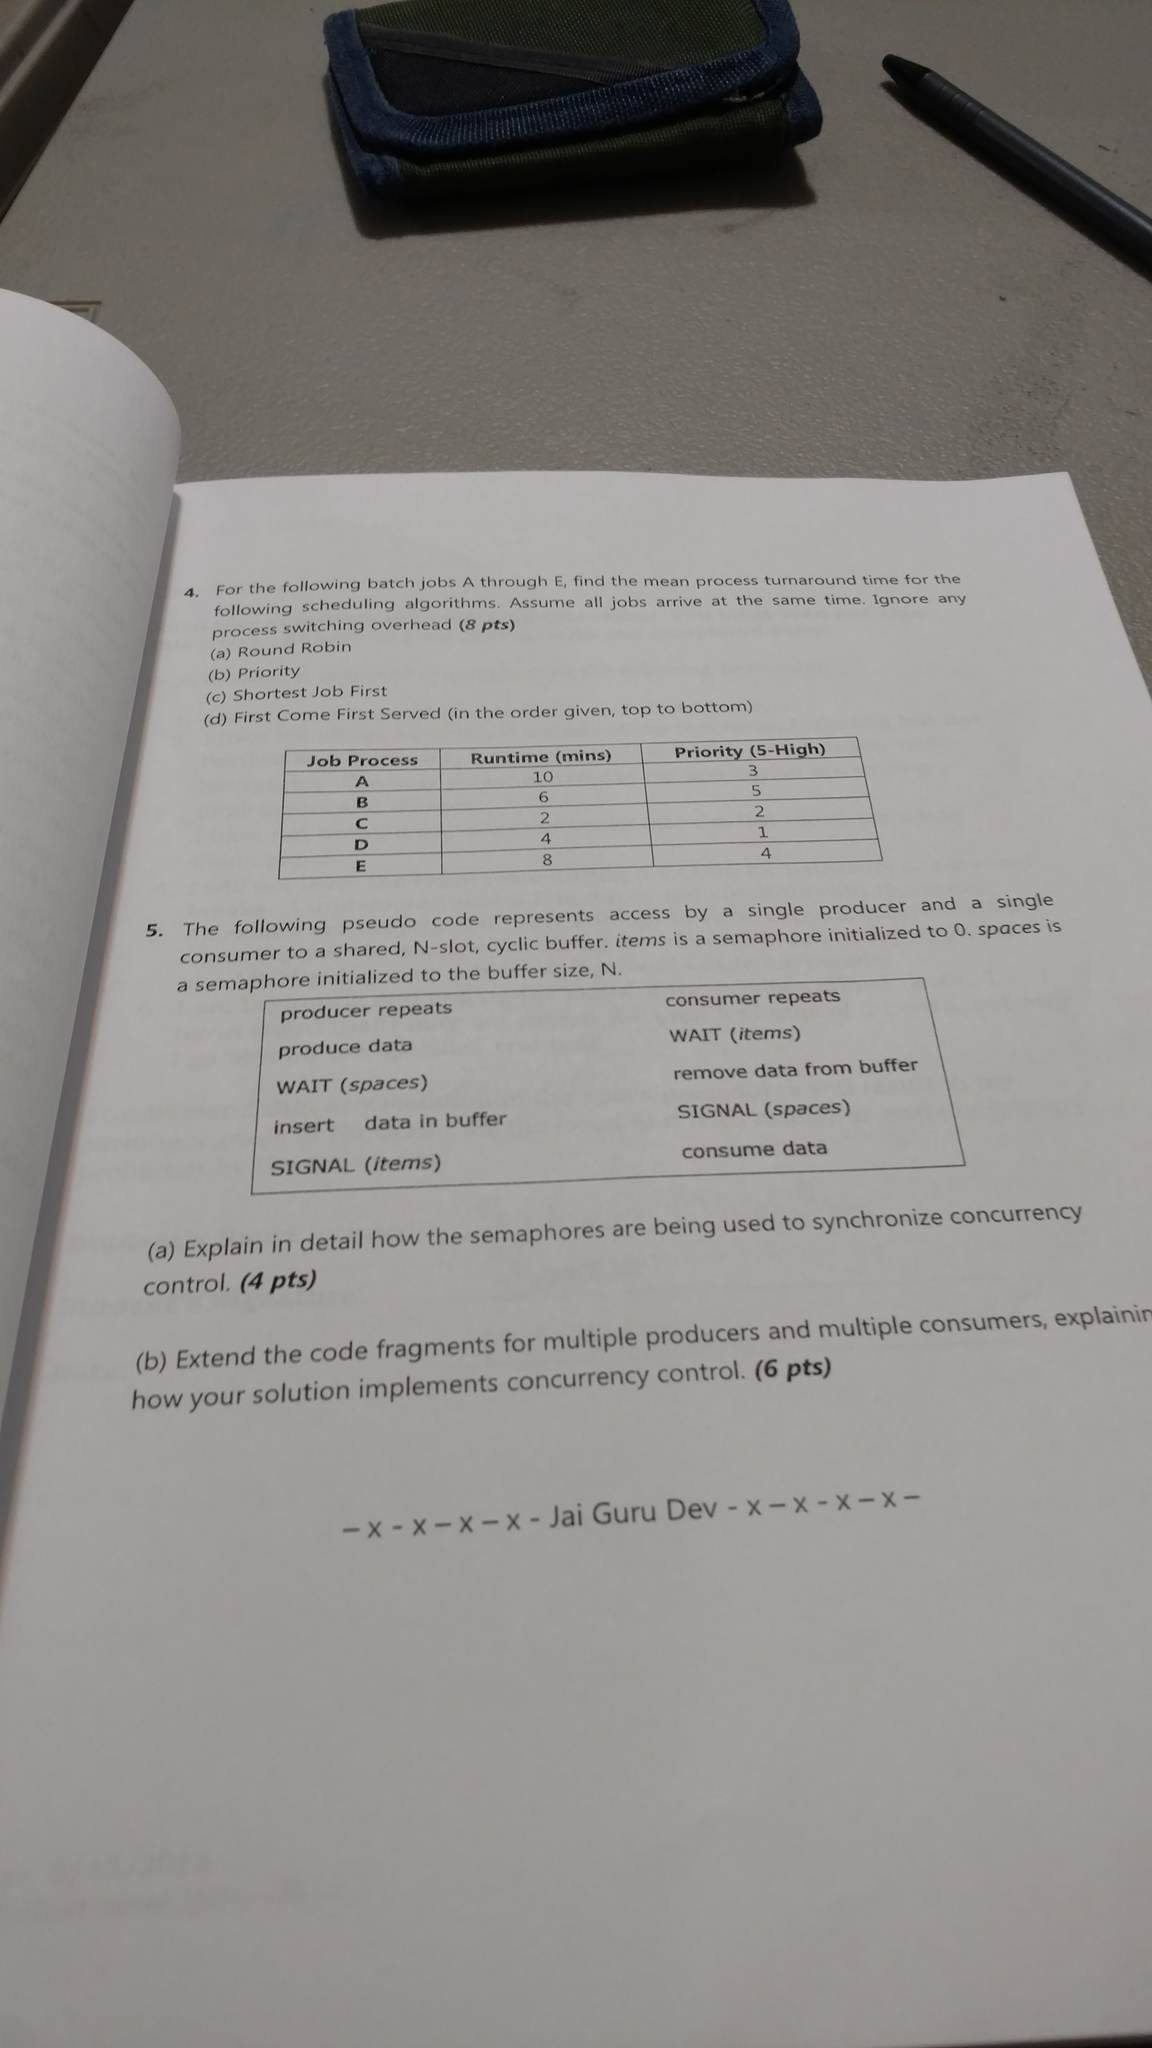 4. For the following batch jobs A through E, find the mean process turnaround time for the
following scheduling algorithms. Assume all jobs arrive at the same time. Ignore any
process switching overhead (8 pts)
(a) Round Robin
(b) Priority
(c) Shortest Job First
(d) First Come First Served (in the order given, top to bottom)
Job Process Runtime (mins) Priority (5-High)
A 10 3
B 6 5
C 2 2
D 4 1
E 8 4
5. The following pseudo code represents access by a single producer and a single
consumer to a shared, N-slot, cyclic buffer. items is a semaphore initialized to 0. spaces is
a semaphore initialized to the buffer size, N.
producer repeats consumer repeats
produce data WAIT (items)
WAIT (spaces) remove data from buffer
insert data in buffer SIGNAL (spaces)
SIGNAL (items) consume data
(a) Explain in detail how the semaphores are being used to synchronize concurrency
control. (4 pts)
(b) Extend the code fragments for multiple producers and multiple consumers, explainin
how your solution implements concurrency control. (6 pts)
– x - x – x – x - Jai Guru Dev - x – x - x – x –